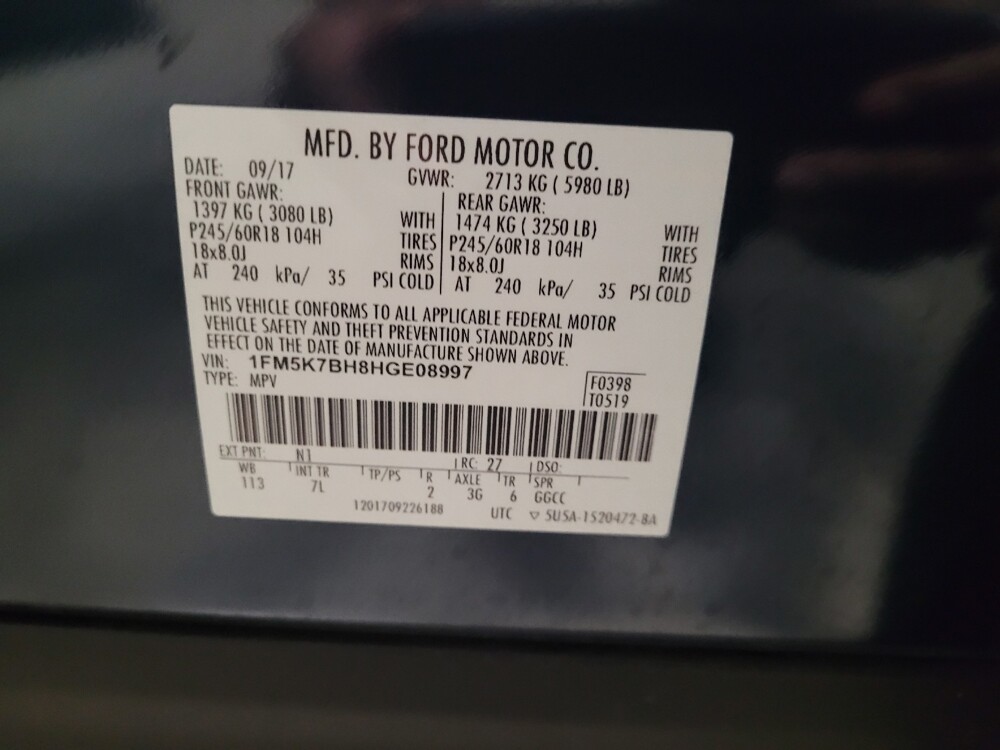 MFD. BY FORD MOTOR CO.
DATE: 09/17 GVWR: 2713 KG ( 5980 LB)
FRONT GAWR: REAR GAWR:
1397 KG ( 3080 LB) WITH 1474 KG ( 3250 LB) WITH
P245/60R18 104H TIRES P245/60R18 104H TIRES
18x8.0J RIMS 18x8.0J RIMS
AT 240 kPa/ 35 PSI COLD AT 240 kPa/ 35 PSI COLD
THIS VEHICLE CONFORMS TO ALL APPLICABLE FEDERAL MOTOR
VEHICLE SAFETY AND THEFT PREVENTION STANDARDS IN
EFFECT ON THE DATE OF MANUFACTURE SHOWN ABOVE.
VIN: 1FM5K7BH8HGE08997
TYPE: MPV F0398
T0519
EXT PNT: N1 RC: 27 DSO:
WB INT TR TP/PS R AXLE TR SPR
113 7L 2 3G 6 GGCC
1201709226188 UTC ▽ 5U5A-1520472-8A